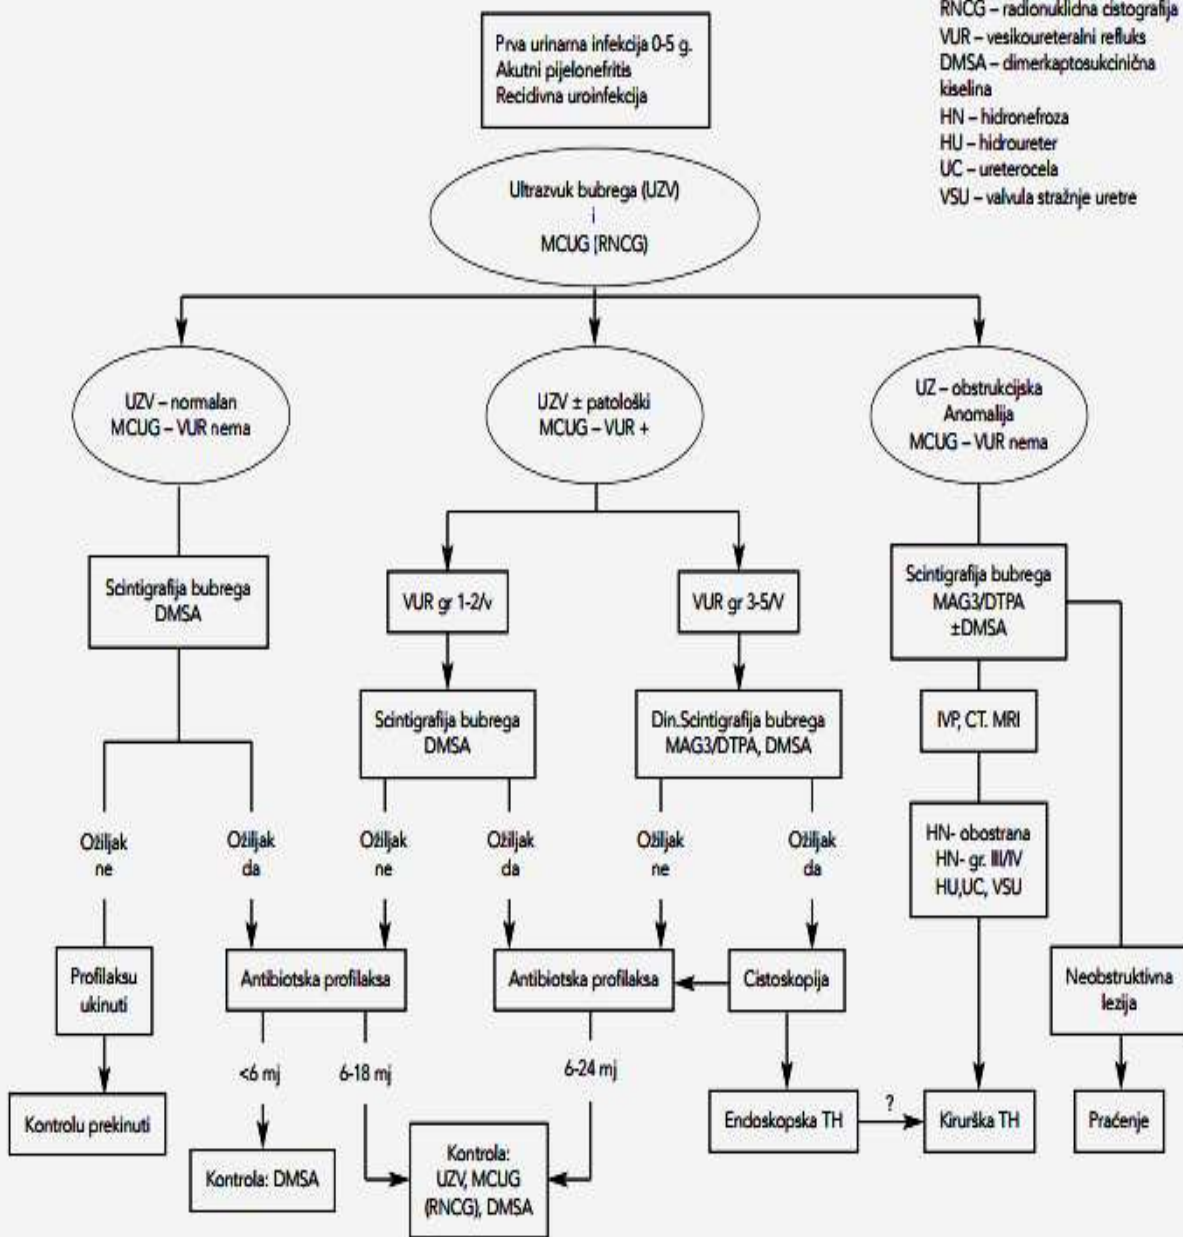 RNCG – radionuklidna cistografija
VUR – vesikoureteralni refluks
DMSA – dimerkaptosukcinična
kiselina
HN – hidronefroza
HU – hidroureter
UC – ureterocela
VSU – valvula stražnje uretre
Prva urinarna infekcija 0-5 g.
Akutni pijelonefritis
Recidivna uroinfekcija
Ultrazvuk bubrega (UZV)
i
MCUG (RNCG)
UZV – normalan
MCUG – VUR nema
UZV ± patološki
MCUG – VUR +
UZ – obstrukcijska
Anomalija
MCUG – VUR nema
Scintigrafija bubrega
DMSA
VUR gr 1-2/v
VUR gr 3-5/V
Scintigrafija bubrega
MAG3/DTPA
±DMSA
Scintigrafija bubrega
DMSA
Din.Scintigrafija bubrega
MAG3/DTPA, DMSA
IVP, CT. MRI
Ožiljak
ne
Ožiljak
da
Ožiljak
ne
Ožiljak
da
Ožiljak
ne
Ožiljak
da
HN- obostrana
HN- gr. III/IV
HU,UC, VSU
Profilaksu
ukinuti
Antibiotska profilaksa
Antibiotska profilaksa
Cistoskopija
Neobstruktivna
lezija
<6 mj
6-18 mj
6-24 mj
Kontrolu prekinuti
Kontrola: DMSA
Kontrola:
UZV, MCUG
(RNCG), DMSA
Endoskopska TH
?
Kirurška TH
Praćenje